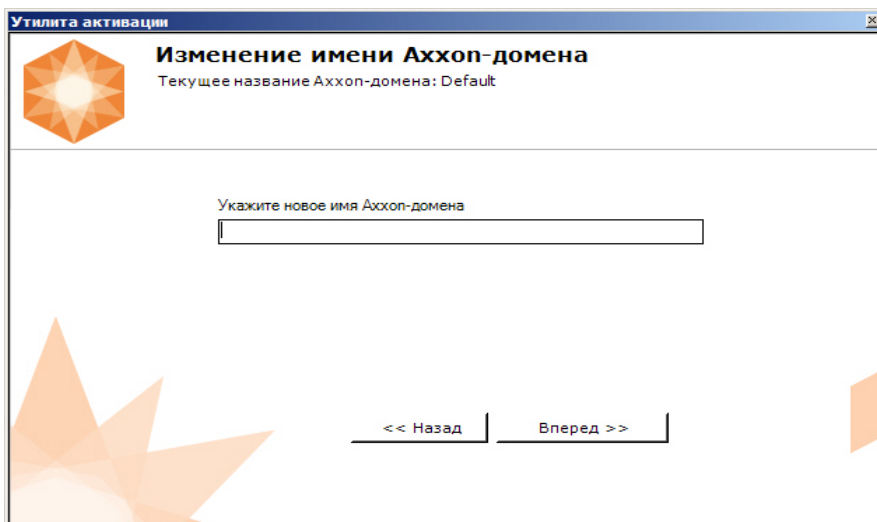 Утилита активации
Изменение имени Axxon-домена
Текущее название Axxon-домена: Default
Укажите новое имя Axxon-домена
<< Назад
Вперед >>